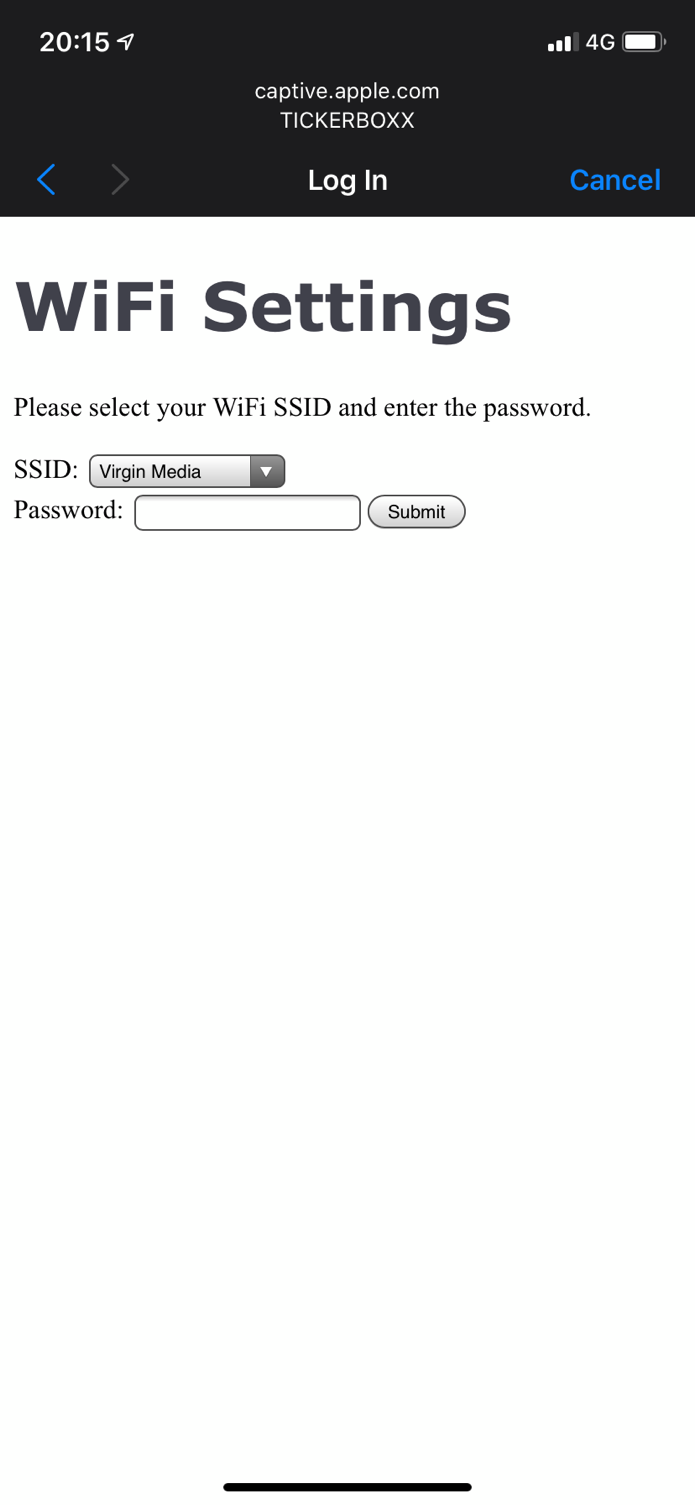 20:15
4G
captive.apple.com
TICKERBOXX
Log In
Cancel
WiFi Settings
Please select your WiFi SSID and enter the password.
SSID: Virgin Media
Password:
Submit